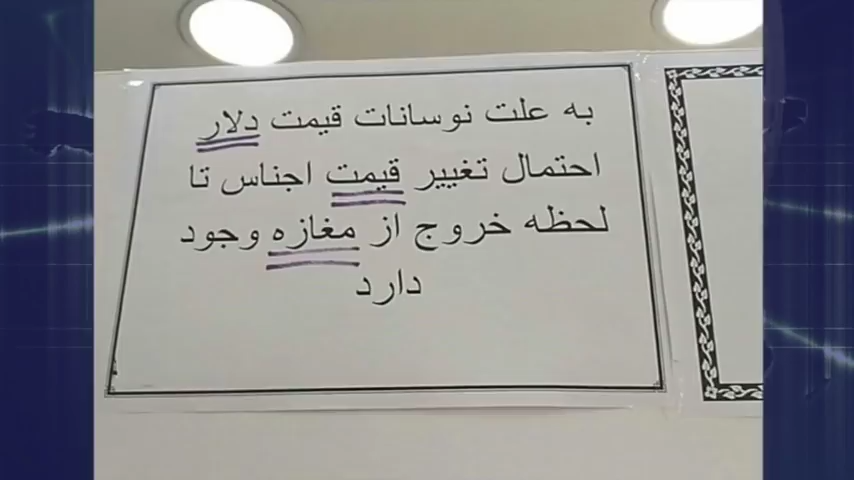 به علت نوسانات قیمت دلار
احتمال تغییر قیمت اجناس تا
لحظه خروج از مغازه وجود
دارد